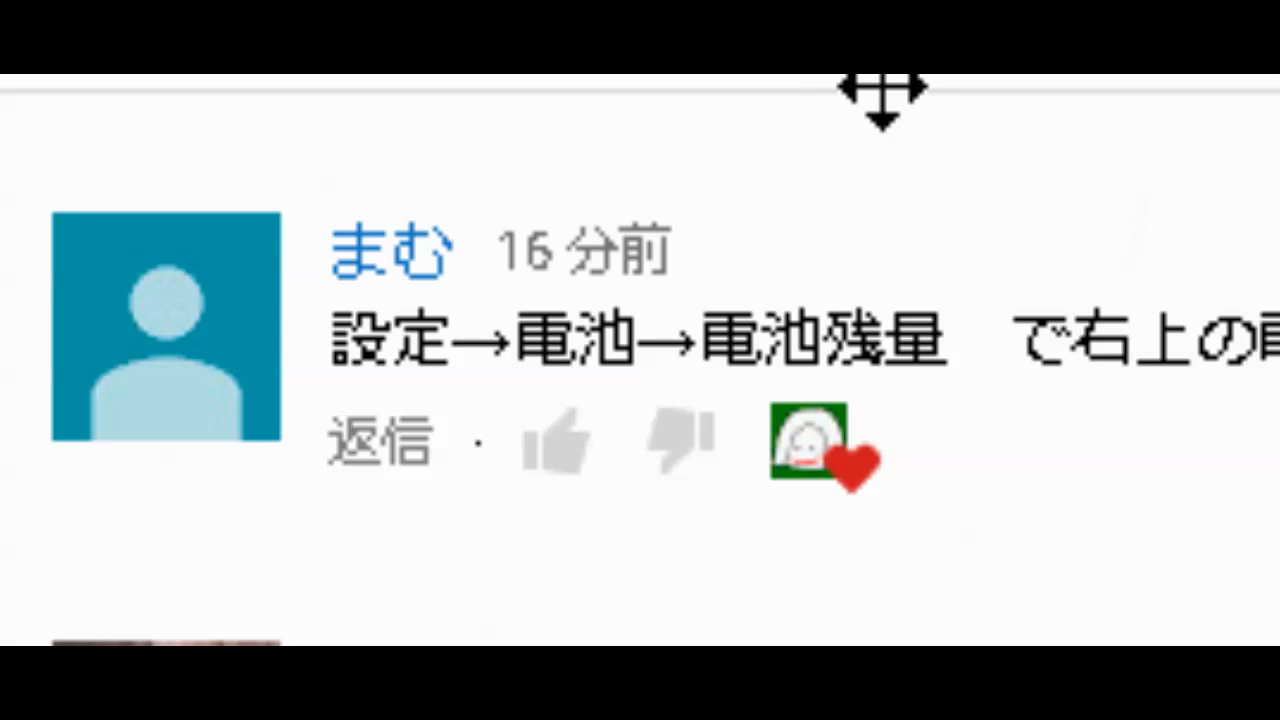 まむ 16 分前
設定→電池→電池残量　で右上の
返信 ·